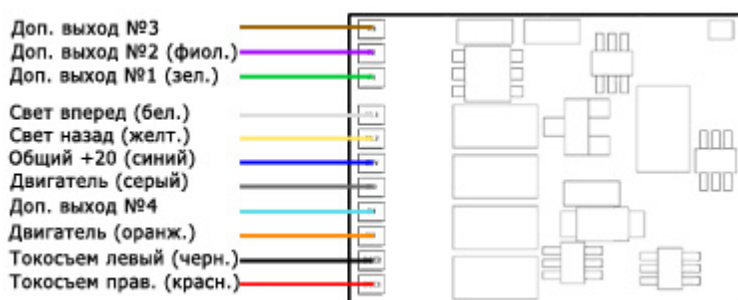 Доп. выход №3
Доп. выход №2 (фиол.)
Доп. выход №1 (зел.)
Свет вперед (бел.)
Свет назад (желт.)
Общий +20 (синий)
Двигатель (серый)
Доп. выход №4
Двигатель (оранж.)
Токосъем левый (черн.)
Токосъем прав. (красн.)